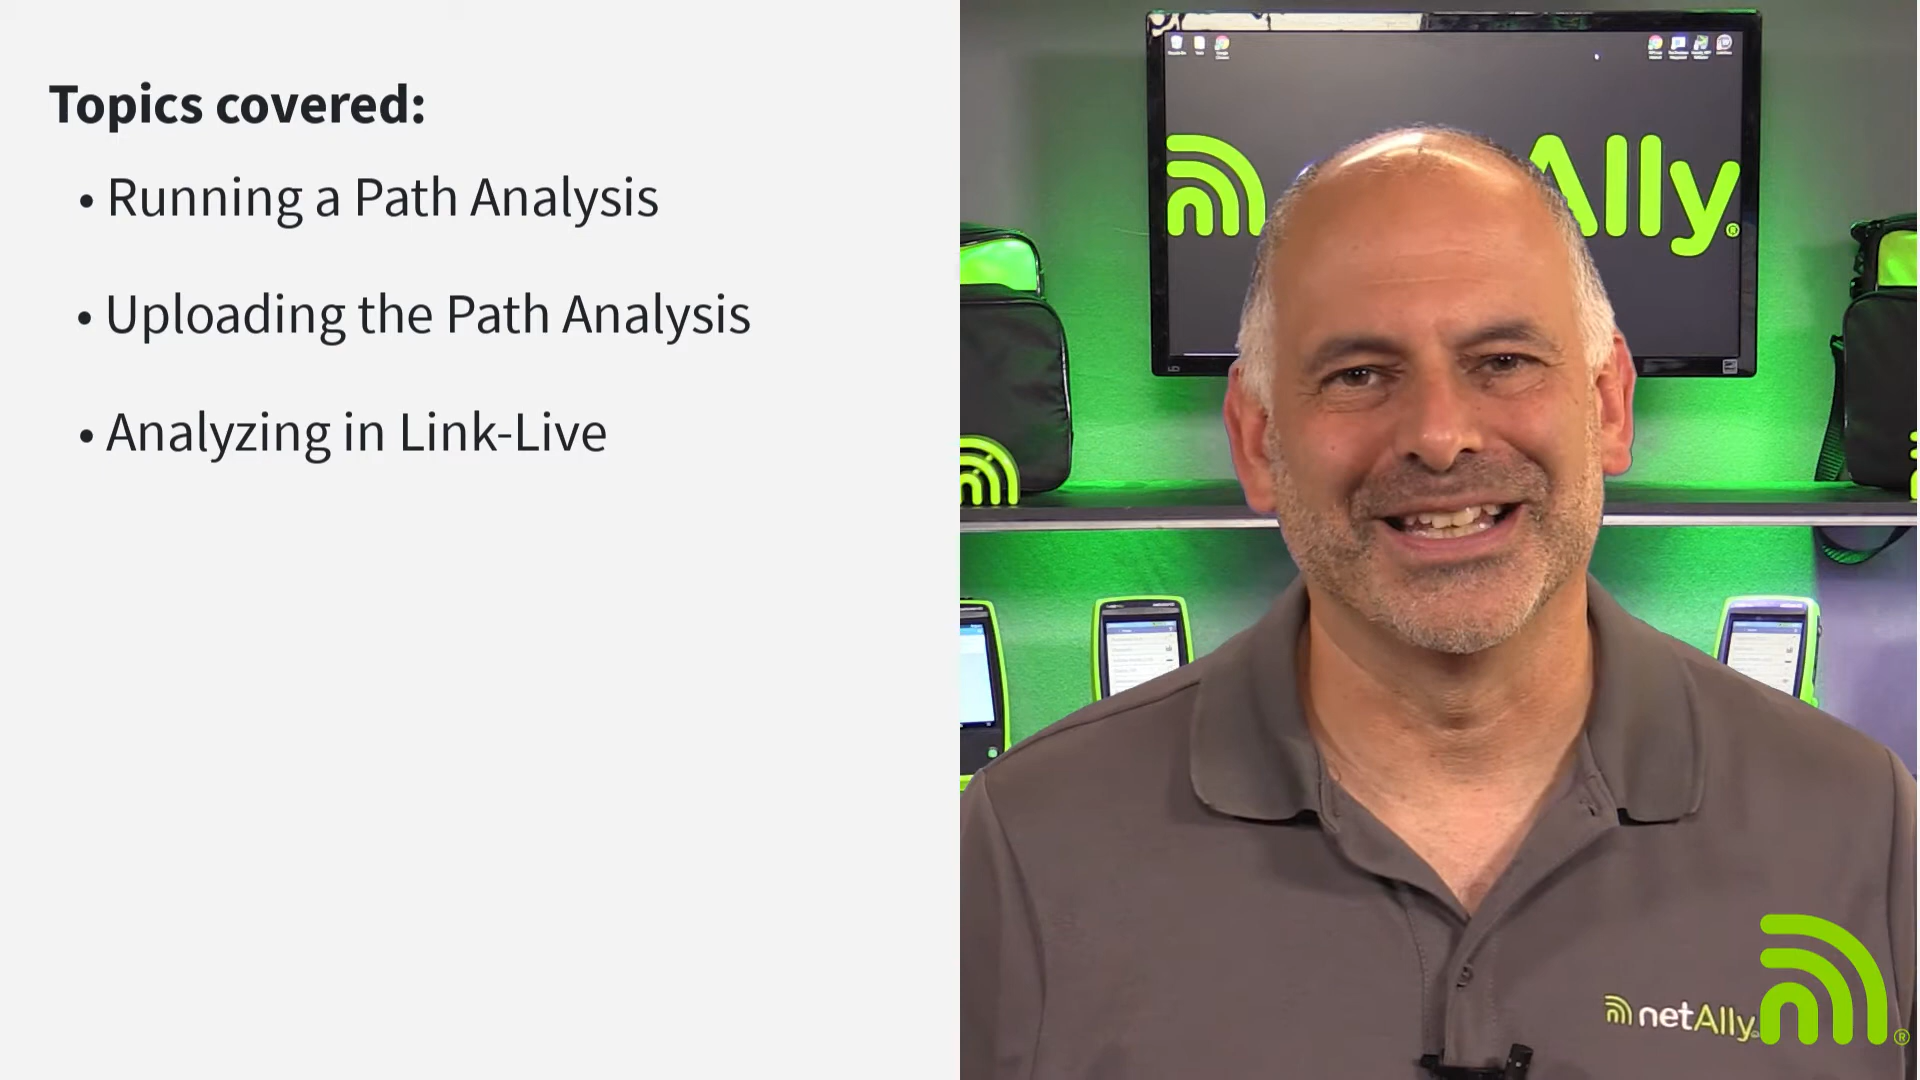 Topics covered:
• Running a Path Analysis
• Uploading the Path Analysis
• Analyzing in Link-Live
Ally®
netAlly
®